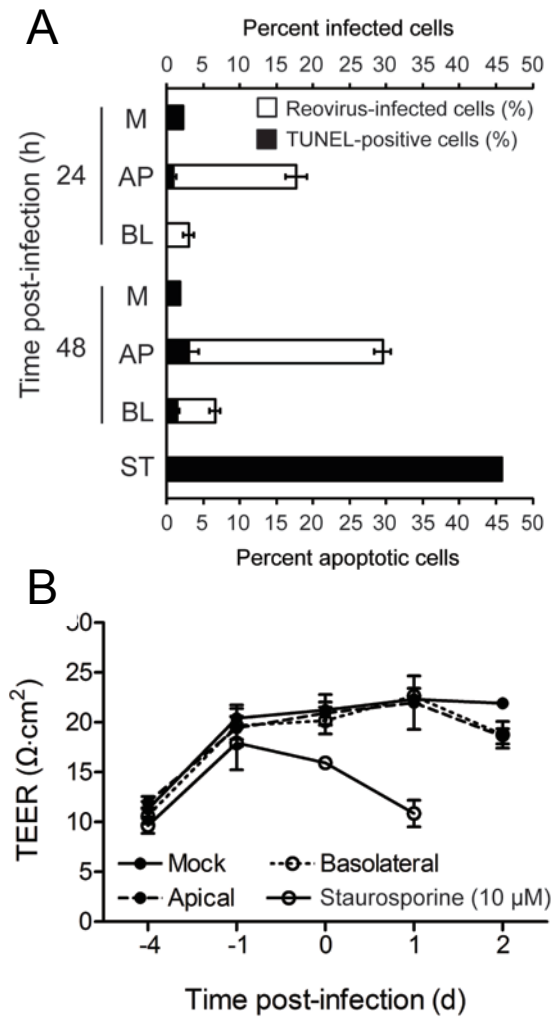 A
Percent infected cells
0 5 10 15 20 25 30 35 40 45 50
Reovirus-infected cells (%)
TUNEL-positive cells (%)
Time post-infection (h)
24
M
AP
BL
48
M
AP
BL
ST
0 5 10 15 20 25 30 35 40 45 50
Percent apoptotic cells
B
TEER (Ω·cm²)
30
25
20
15
10
5
0
Mock
Basolateral
Apical
Staurosporine (10 μM)
-4 -1 0 1 2
Time post-infection (d)